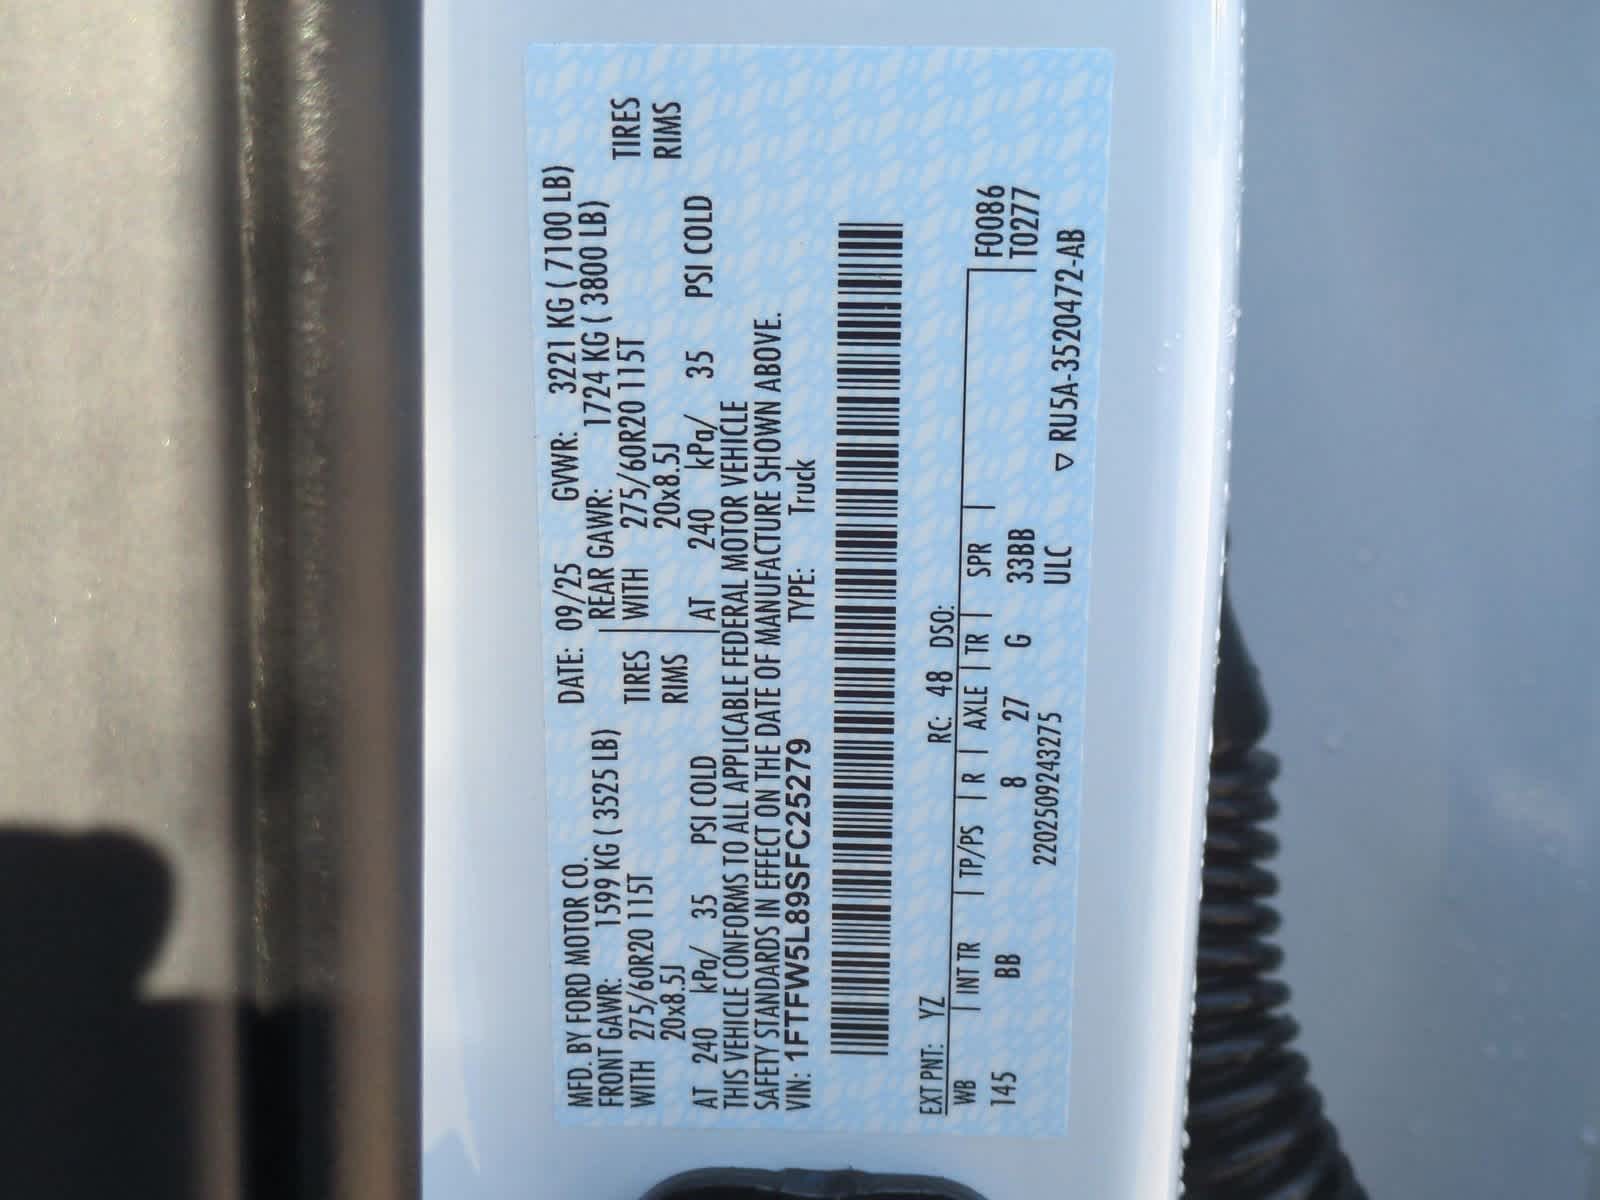 MFD. BY FORD MOTOR CO. DATE: 09/25 GVWR: 3221 KG ( 7100 LB)
FRONT GAWR: 1599 KG ( 3525 LB) REAR GAWR: 1724 KG ( 3800 LB)
WITH 275/60R20 115T TIRES WITH 275/60R20 115T TIRES
20x8.5J RIMS 20x8.5J RIMS
AT 240 kPa/ 35 PSI COLD AT 240 kPa/ 35 PSI COLD
THIS VEHICLE CONFORMS TO ALL APPLICABLE FEDERAL MOTOR VEHICLE
SAFETY STANDARDS IN EFFECT ON THE DATE OF MANUFACTURE SHOWN ABOVE.
VIN: 1FTFW5L89SFC25279 TYPE: Truck
EXT PNT: YZ RC: 48 DSO:
WB | INT TR | TP/PS | R | AXLE | TR | SPR | F0086
145 BB 8 27 G 33BB T0277
2202509243275 ULC ▽ RU5A-3520472-AB